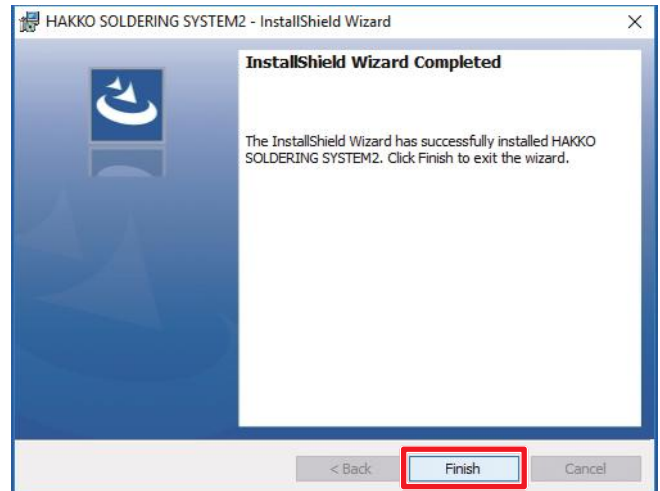 HAKKO SOLDERING SYSTEM2 - InstallShield Wizard
InstallShield Wizard Completed
The InstallShield Wizard has successfully installed HAKKO
SOLDERING SYSTEM2. Click Finish to exit the wizard.
< Back
Finish
Cancel